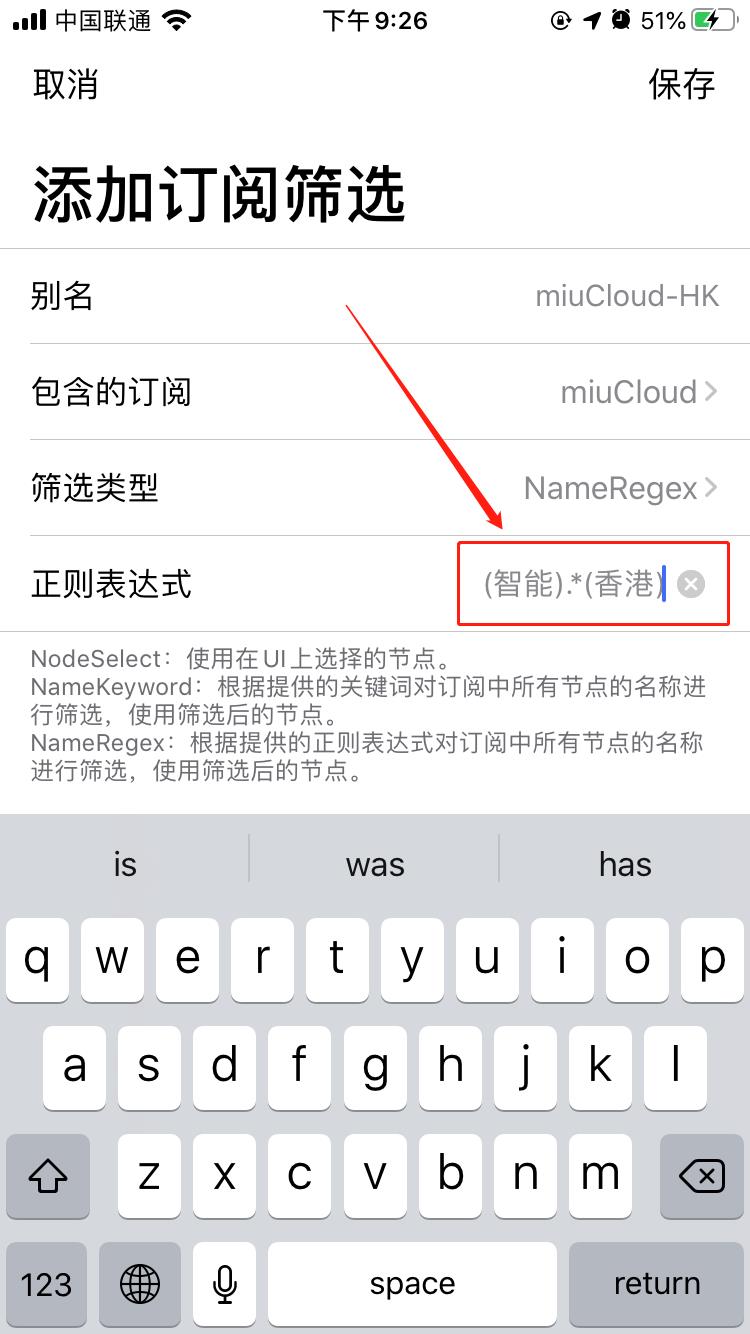 中国联通 下午 9:26 51%
取消 保存
添加订阅筛选
别名 miuCloud-HK
包含的订阅 miuCloud
筛选类型 NameRegex
正则表达式 (智能).*(香港)
NodeSelect：使用在UI上选择的节点。
NameKeyword：根据提供的关键词对订阅中所有节点的名称进
行筛选，使用筛选后的节点。
NameRegex：根据提供的正则表达式对订阅中所有节点的名称
进行筛选，使用筛选后的节点。
is was has
q w e r t y u i o p
a s d f g h j k l
z x c v b n m
123 space return